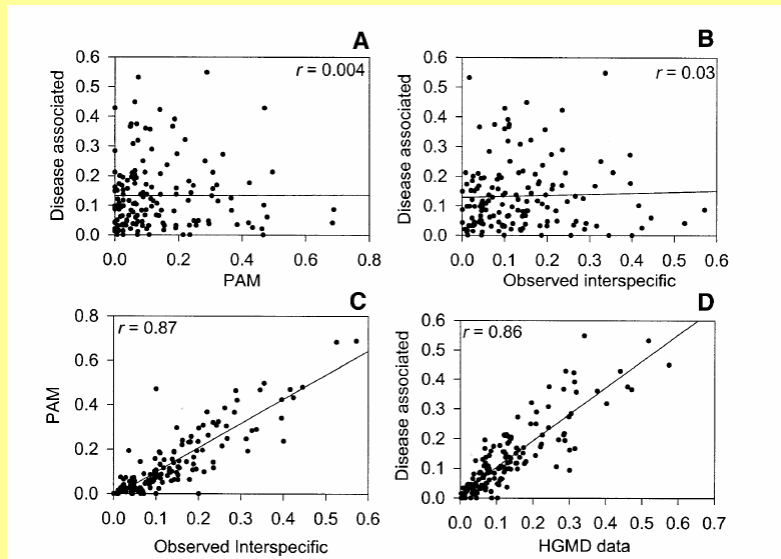 A
r = 0.004
Disease associated
0.6
0.5
0.4
0.3
0.2
0.1
0.0
0.0 0.2 0.4 0.6 0.8
PAM
B
r = 0.03
Disease associated
0.6
0.5
0.4
0.3
0.2
0.1
0.0
0.0 0.1 0.2 0.3 0.4 0.5 0.6
Observed interspecific
C
r = 0.87
PAM
0.8
0.6
0.4
0.2
0.0
0.0 0.1 0.2 0.3 0.4 0.5 0.6
Observed Interspecific
D
r = 0.86
Disease associated
0.6
0.5
0.4
0.3
0.2
0.1
0.0
0.0 0.1 0.2 0.3 0.4 0.5 0.6 0.7
HGMD data